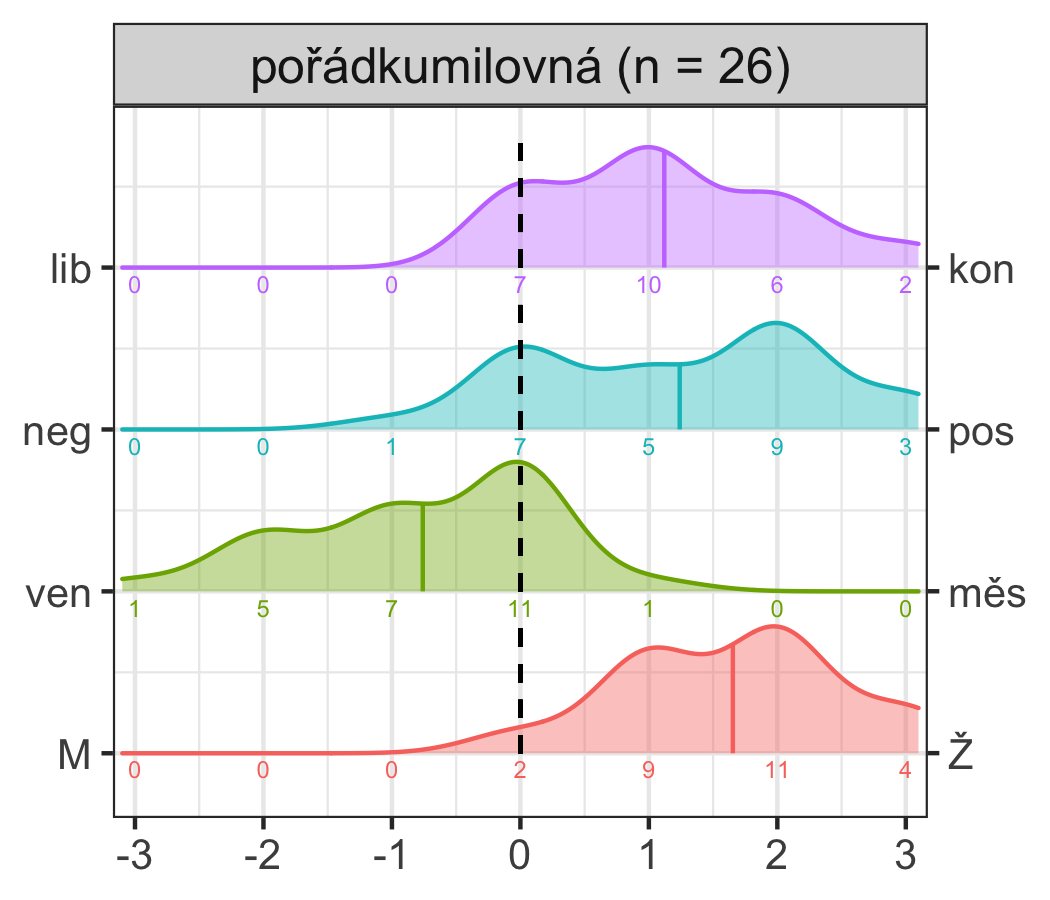 pořádkumilovná (n = 26)
lib 0 0 0 7 10 6 2 kon
neg 0 0 1 7 5 9 3 pos
ven 1 5 7 11 1 0 0 měs
M 0 0 0 2 9 11 4 Ž
-3 -2 -1 0 1 2 3